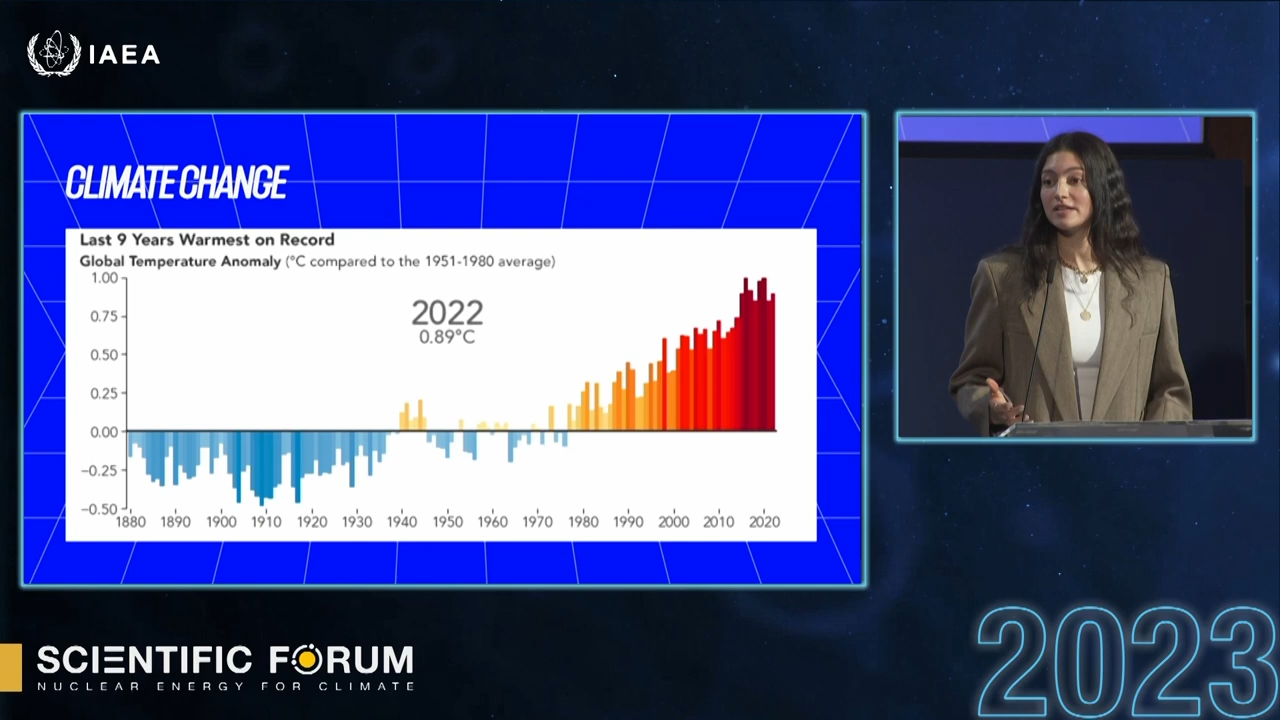 IAEA
CLIMATE CHANGE
Last 9 Years Warmest on Record
Global Temperature Anomaly (°C compared to the 1951-1980 average)
1.00
0.75
0.50
0.25
0.00
−0.25
−0.50
2022
0.89°C
1880 1890 1900 1910 1920 1930 1940 1950 1960 1970 1980 1990 2000 2010 2020
SCIENTIFIC FORUM
NUCLEAR ENERGY FOR CLIMATE
2023